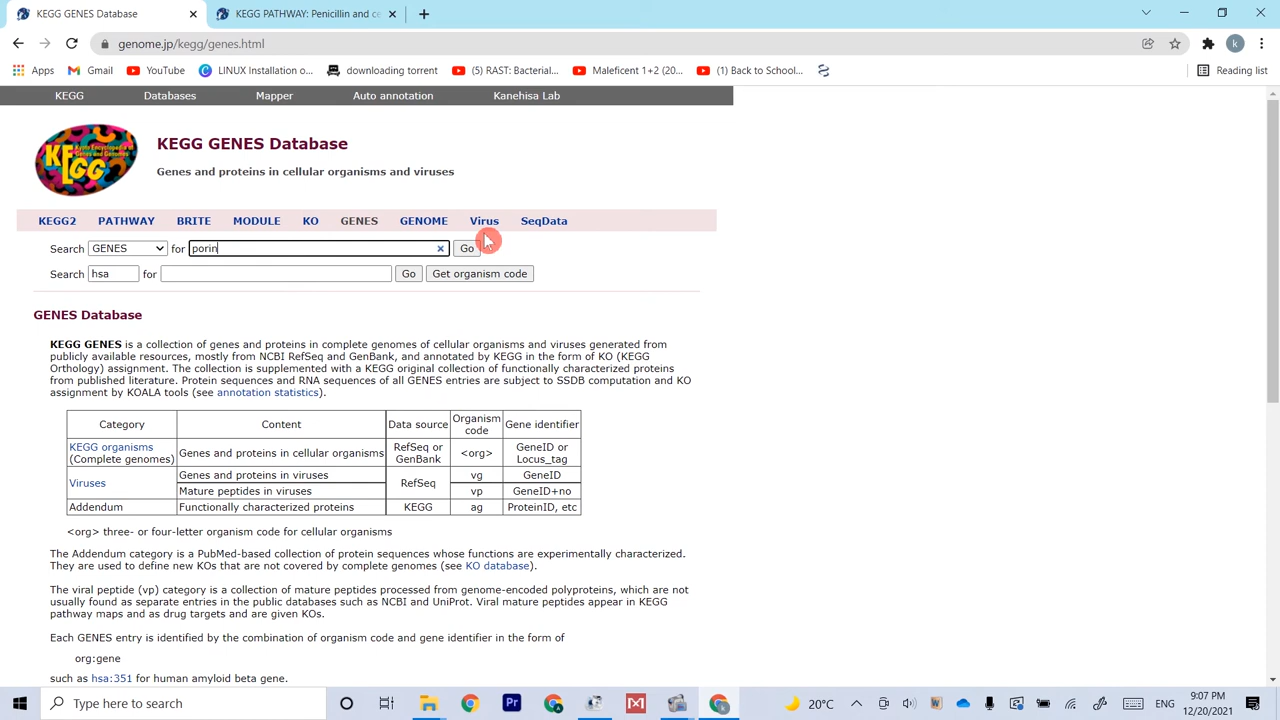 KEGG GENES Database
KEGG PATHWAY: Penicillin and ce
genome.jp/kegg/genes.html
Apps
Gmail
YouTube
LINUX Installation o...
downloading torrent
(5) RAST: Bacterial...
Maleficent 1+2 (20...
(1) Back to School...
Reading list
KEGG Databases Mapper Auto annotation Kanehisa Lab
KEGG
KEGG GENES Database
Genes and proteins in cellular organisms and viruses
KEGG2 PATHWAY BRITE MODULE KO GENES GENOME Virus SeqData
Search GENES for porin Go
Search hsa for Go Get organism code
GENES Database
KEGG GENES is a collection of genes and proteins in complete genomes of cellular organisms and viruses generated from
publicly available resources, mostly from NCBI RefSeq and GenBank, and annotated by KEGG in the form of KO (KEGG
Orthology) assignment. The collection is supplemented with a KEGG original collection of functionally characterized proteins
from published literature. Protein sequences and RNA sequences of all GENES entries are subject to SSDB computation and KO
assignment by KOALA tools (see annotation statistics).
Category Content Data source Organism code Gene identifier
KEGG organisms (Complete genomes) Genes and proteins in cellular organisms RefSeq or GenBank <org> GeneID or Locus_tag
Viruses Genes and proteins in viruses RefSeq vg GeneID
Mature peptides in viruses vp GeneID+no
Addendum Functionally characterized proteins KEGG ag ProteinID, etc
<org> three- or four-letter organism code for cellular organisms
The Addendum category is a PubMed-based collection of protein sequences whose functions are experimentally characterized.
They are used to define new KOs that are not covered by complete genomes (see KO database).
The viral peptide (vp) category is a collection of mature peptides processed from genome-encoded polyproteins, which are not
usually found as separate entries in the public databases such as NCBI and UniProt. Viral mature peptides appear in KEGG
pathway maps and as drug targets and are given KOs.
Each GENES entry is identified by the combination of organism code and gene identifier in the form of
org:gene
such as hsa:351 for human amyloid beta gene.
Type here to search
20°C
9:07 PM
12/20/2021